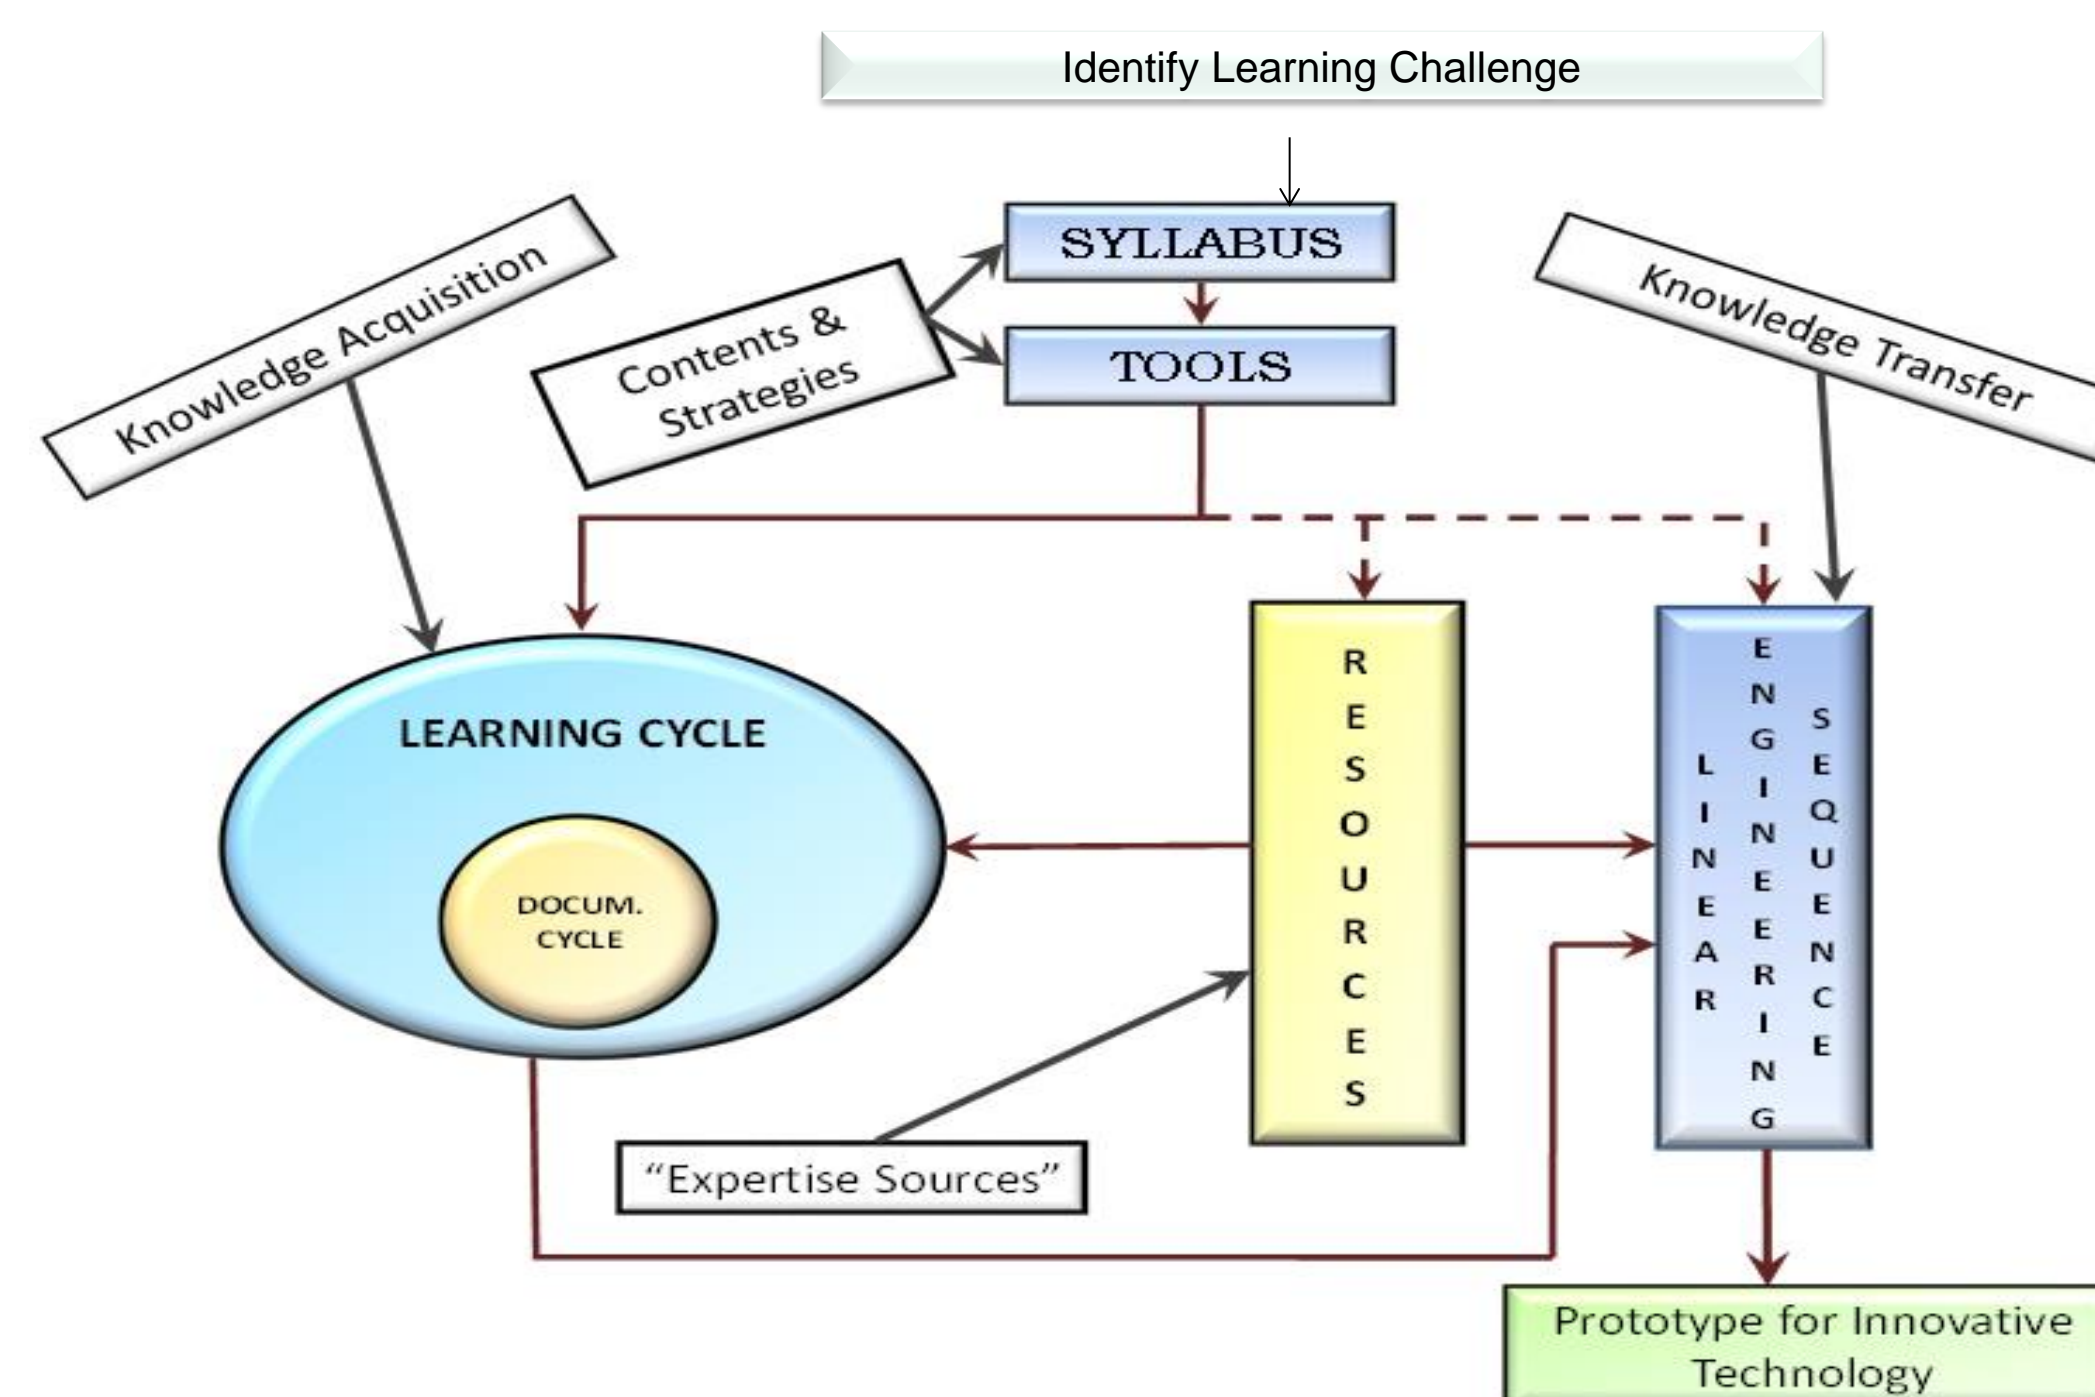 Identify Learning Challenge
SYLLABUS
Knowledge Acquisition
Contents &
Strategies
TOOLS
Knowledge Transfer
LEARNING CYCLE
DOCUM.
CYCLE
RESOURCES
LINEAR
ENGINEERING
SEQUENCE
“Expertise Sources”
Prototype for Innovative
Technology